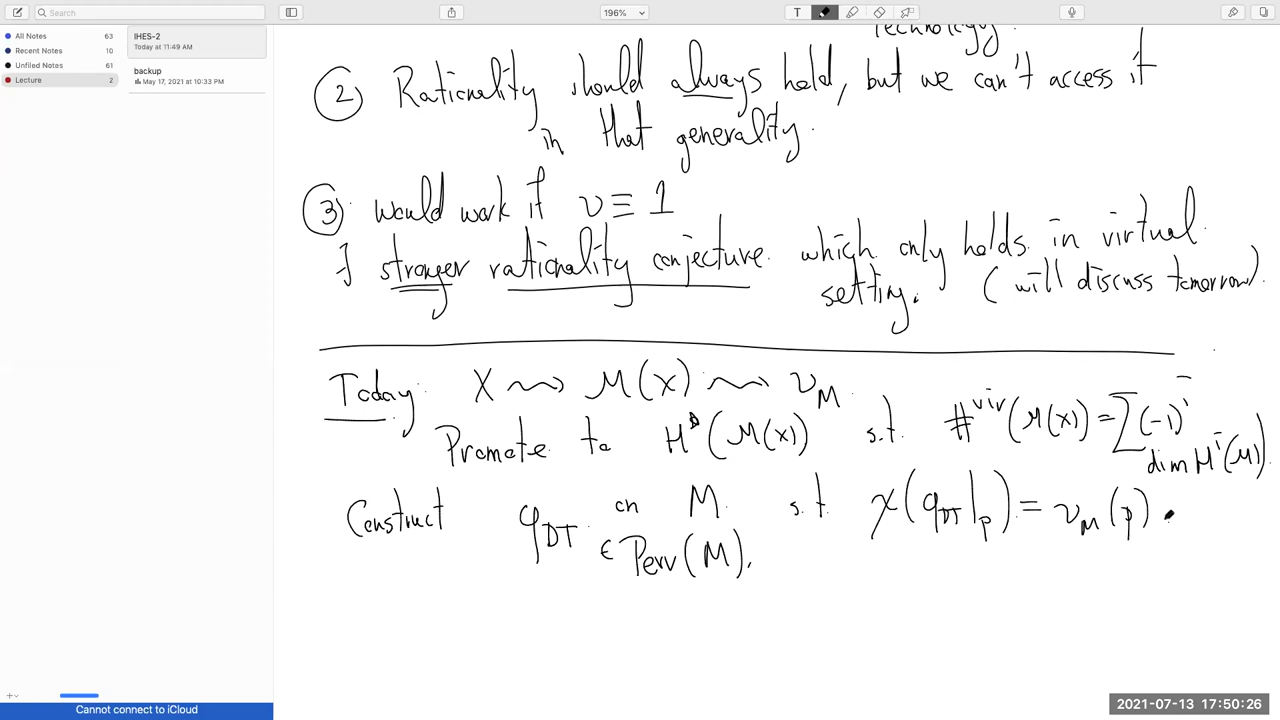 Search
196%
T
All Notes 63
Recent Notes 10
Unfiled Notes 61
Lecture 2
IHES-2
Today at 11:49 AM
backup
May 17, 2021 at 10:33 PM
Technology.
② Rationality should always hold, but we can't access it
in that generality.
③ Would work if ν ≡ 1
∃ stronger rationality conjecture which only holds in virtual
setting. (will discuss tomorrow).
Today: X ⇝ M(X) ⇝ ν_M
Promote to H^•(M(X)) s.t. #^vir(M(X)) = Σ(-1)^i
dim H^i(M).
Construct φ_DT on M s.t. χ(φ_DT|_p) = ν_M(p).
∈ Perv(M).
Cannot connect to iCloud
2021-07-13 17:50:26